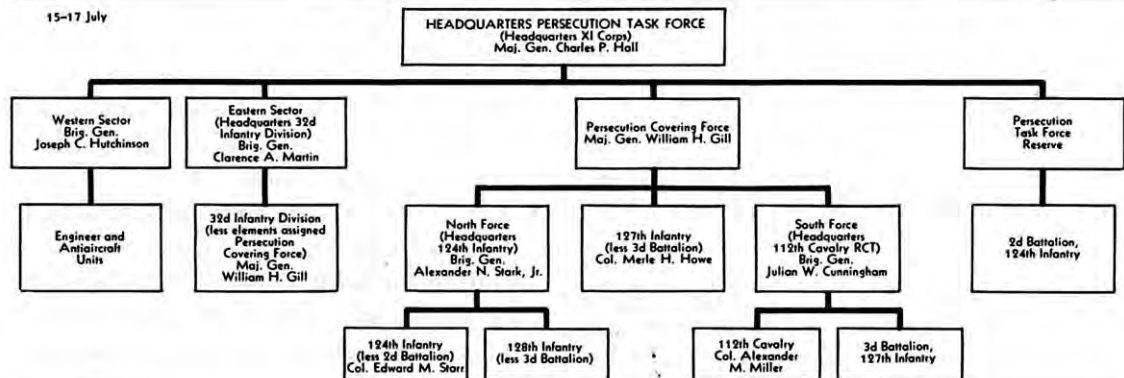 15–17 July
HEADQUARTERS PERSECUTION TASK FORCE
(Headquarters XI Corps)
Maj. Gen. Charles P. Hall
Western Sector
Brig. Gen.
Joseph C. Hutchinson
Eastern Sector
(Headquarters 32d
Infantry Division)
Brig. Gen.
Clarence A. Martin
Persecution Covering Force
Maj. Gen. William H. Gill
Persecution
Task Force
Reserve
Engineer and
Antiaircraft
Units
32d Infantry Division
(less elements assigned
Persecution
Covering Force)
Maj. Gen.
William H. Gill
North Force
(Headquarters
124th Infantry)
Brig. Gen.
Alexander N. Stark, Jr.
127th Infantry
(less 3d Battalion)
Col. Merle H. Howe
South Force
(Headquarters
112th Cavalry RCT)
Brig. Gen.
Julian W. Cunningham
2d Battalion,
124th Infantry
124th Infantry
(less 2d Battalion)
Col. Edward M. Starr
128th Infantry
(less 3d Battalion)
112th Cavalry
Col. Alexander
M. Miller
3d Battalion,
127th Infantry